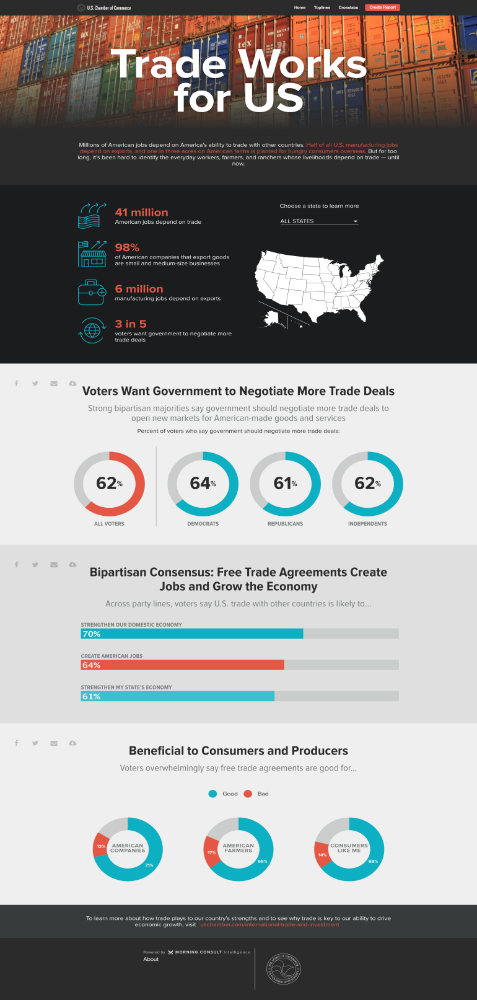 U.S. Chamber of Commerce
Home Toplines Crosstabs Create Report
Trade Works
for US
Millions of American jobs depend on America's ability to trade with other countries. Half of all U.S. manufacturing jobs
depend on exports, and one in three acres on American farms is planted for hungry consumers overseas. But for too
long, it's been hard to identify the everyday workers, farmers, and ranchers whose livelihoods depend on trade — until
now.
41 million
American jobs depend on trade
98%
of American companies that export goods
are small and medium-size businesses
6 million
manufacturing jobs depend on exports
3 in 5
voters want government to negotiate more
trade deals
Choose a state to learn more
ALL STATES
Voters Want Government to Negotiate More Trade Deals
Strong bipartisan majorities say government should negotiate more trade deals to
open new markets for American-made goods and services
Percent of voters who say government should negotiate more trade deals:
62%
ALL VOTERS
64%
DEMOCRATS
61%
REPUBLICANS
62%
INDEPENDENTS
Bipartisan Consensus: Free Trade Agreements Create
Jobs and Grow the Economy
Across party lines, voters say U.S. trade with other countries is likely to...
STRENGTHEN OUR DOMESTIC ECONOMY
70%
CREATE AMERICAN JOBS
64%
STRENGTHEN MY STATE'S ECONOMY
61%
Beneficial to Consumers and Producers
Voters overwhelmingly say free trade agreements are good for...
Good Bad
AMERICAN
COMPANIES
13%
71%
AMERICAN
FARMERS
17%
65%
CONSUMERS
LIKE ME
14%
65%
To learn more about how trade plays to our country's strengths and to see why trade is key to our ability to drive
economic growth, visit uschamber.com/international-trade-and-investment
Powered by MORNING CONSULT Intelligence
About
THE SPIRIT OF ENTERPRISE
U.S. CHAMBER OF COMMERCE